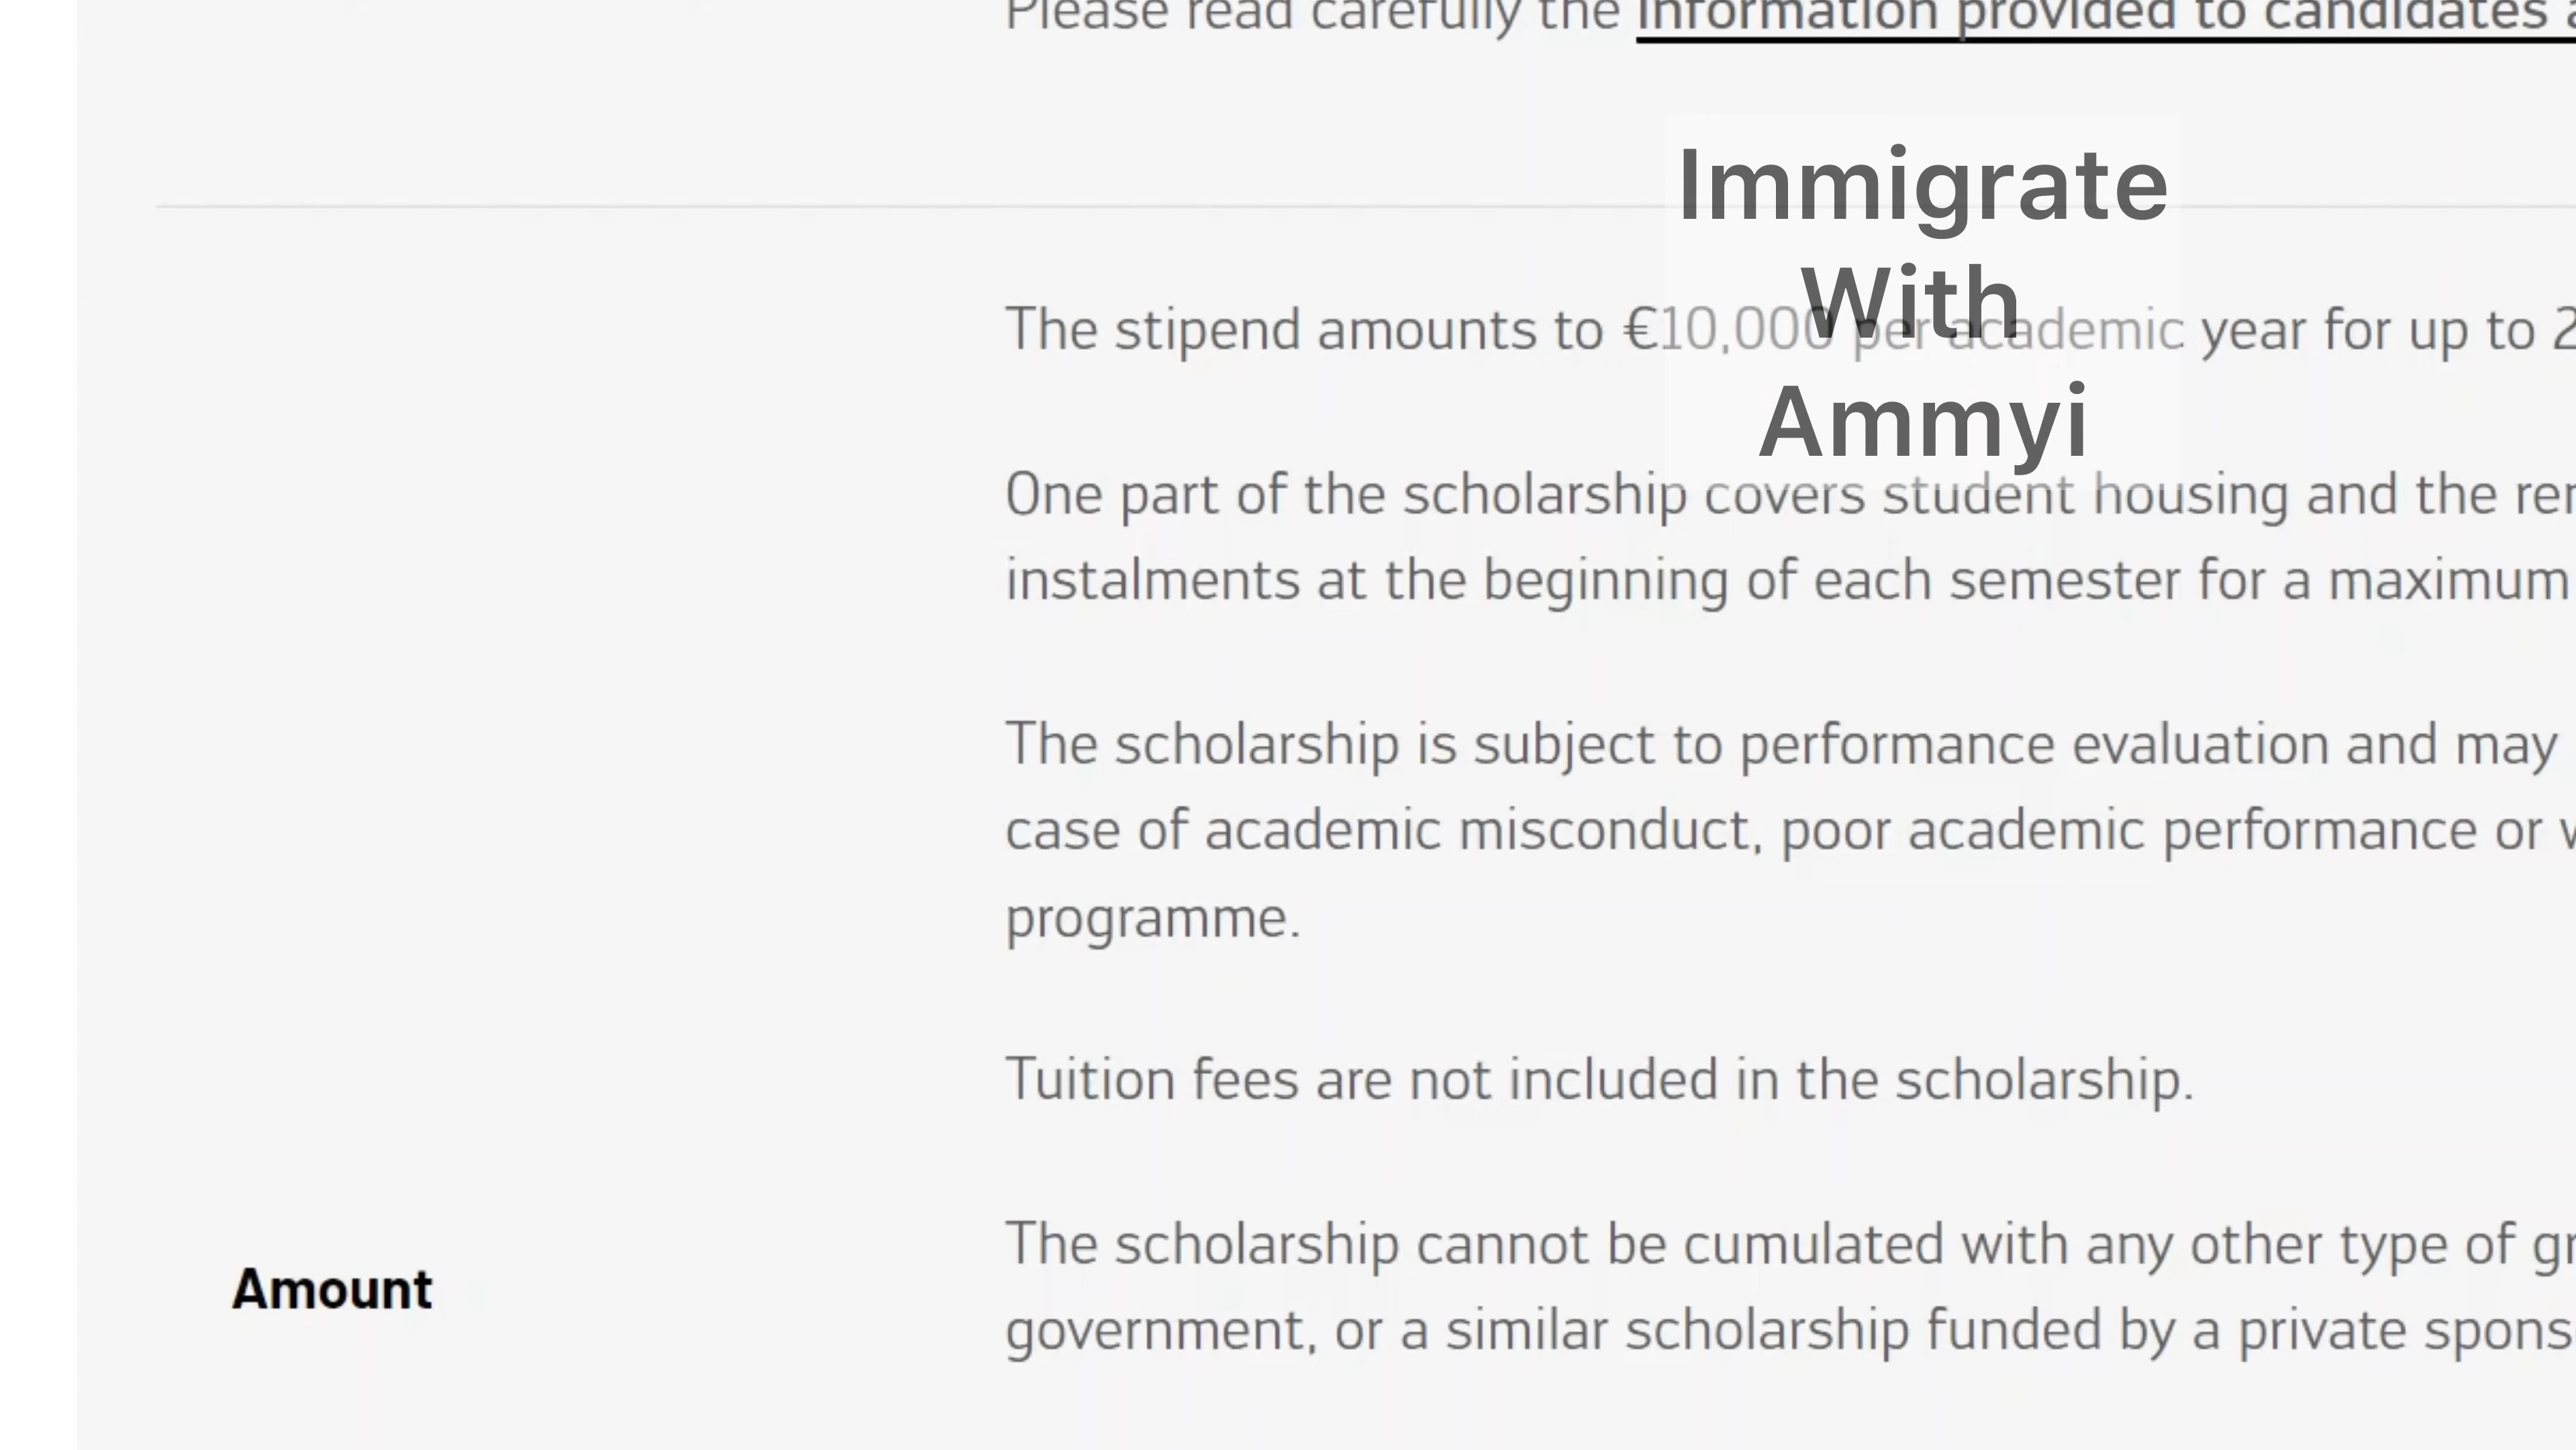 Please read carefully the information provided to candidates
Immigrate
With
Ammyi
The stipend amounts to €10,000 per academic year for up to 2
One part of the scholarship covers student housing and the
instalments at the beginning of each semester for a maximum
The scholarship is subject to performance evaluation and may
case of academic misconduct, poor academic performance or
programme.
Tuition fees are not included in the scholarship.
Amount
The scholarship cannot be cumulated with any other type of
government, or a similar scholarship funded by a private